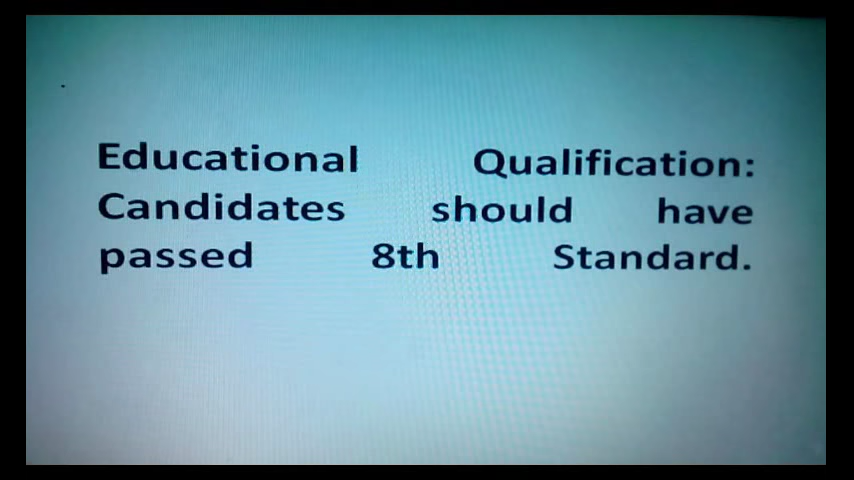 Educational Qualification:
Candidates should have
passed 8th Standard.